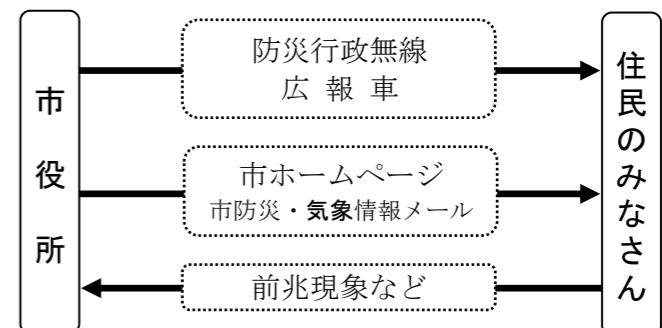 市役所
防災行政無線
広報車
市ホームページ
市防災・気象情報メール
前兆現象など
住民のみなさん